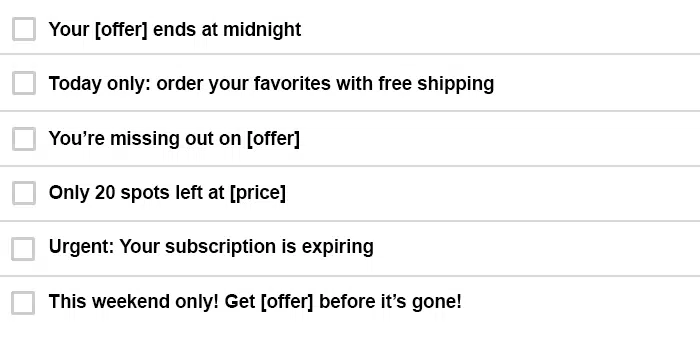 Your [offer] ends at midnight
Today only: order your favorites with free shipping
You’re missing out on [offer]
Only 20 spots left at [price]
Urgent: Your subscription is expiring
This weekend only! Get [offer] before it’s gone!